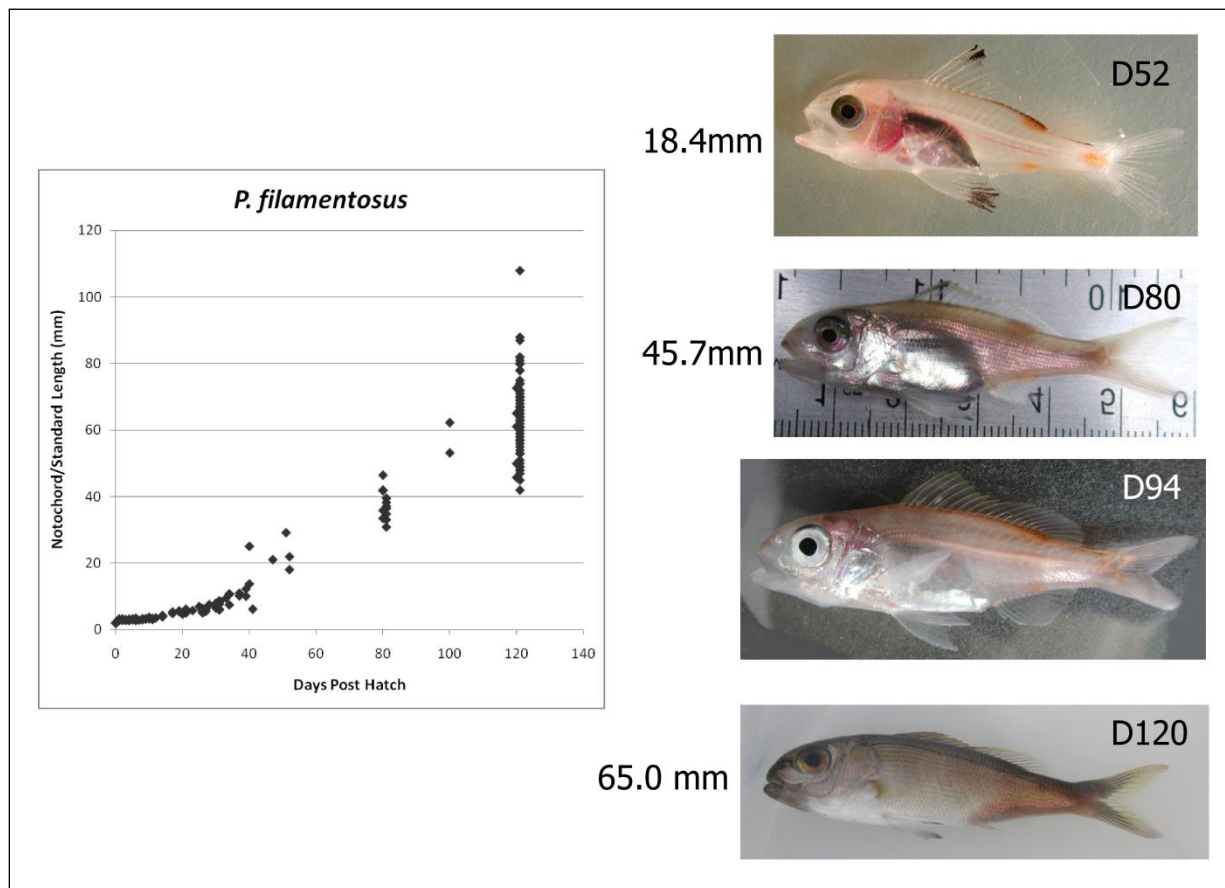 P. filamentosus
Notochord/Standard Length (mm)
120
100
80
60
40
20
0
0 20 40 60 80 100 120 140
Days Post Hatch
18.4mm
D52
45.7mm
D80
D94
65.0 mm
D120